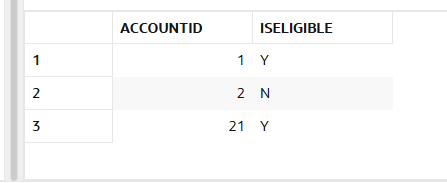 ACCOUNTID ISELIGIBLE
1 1 Y
2 2 N
3 21 Y